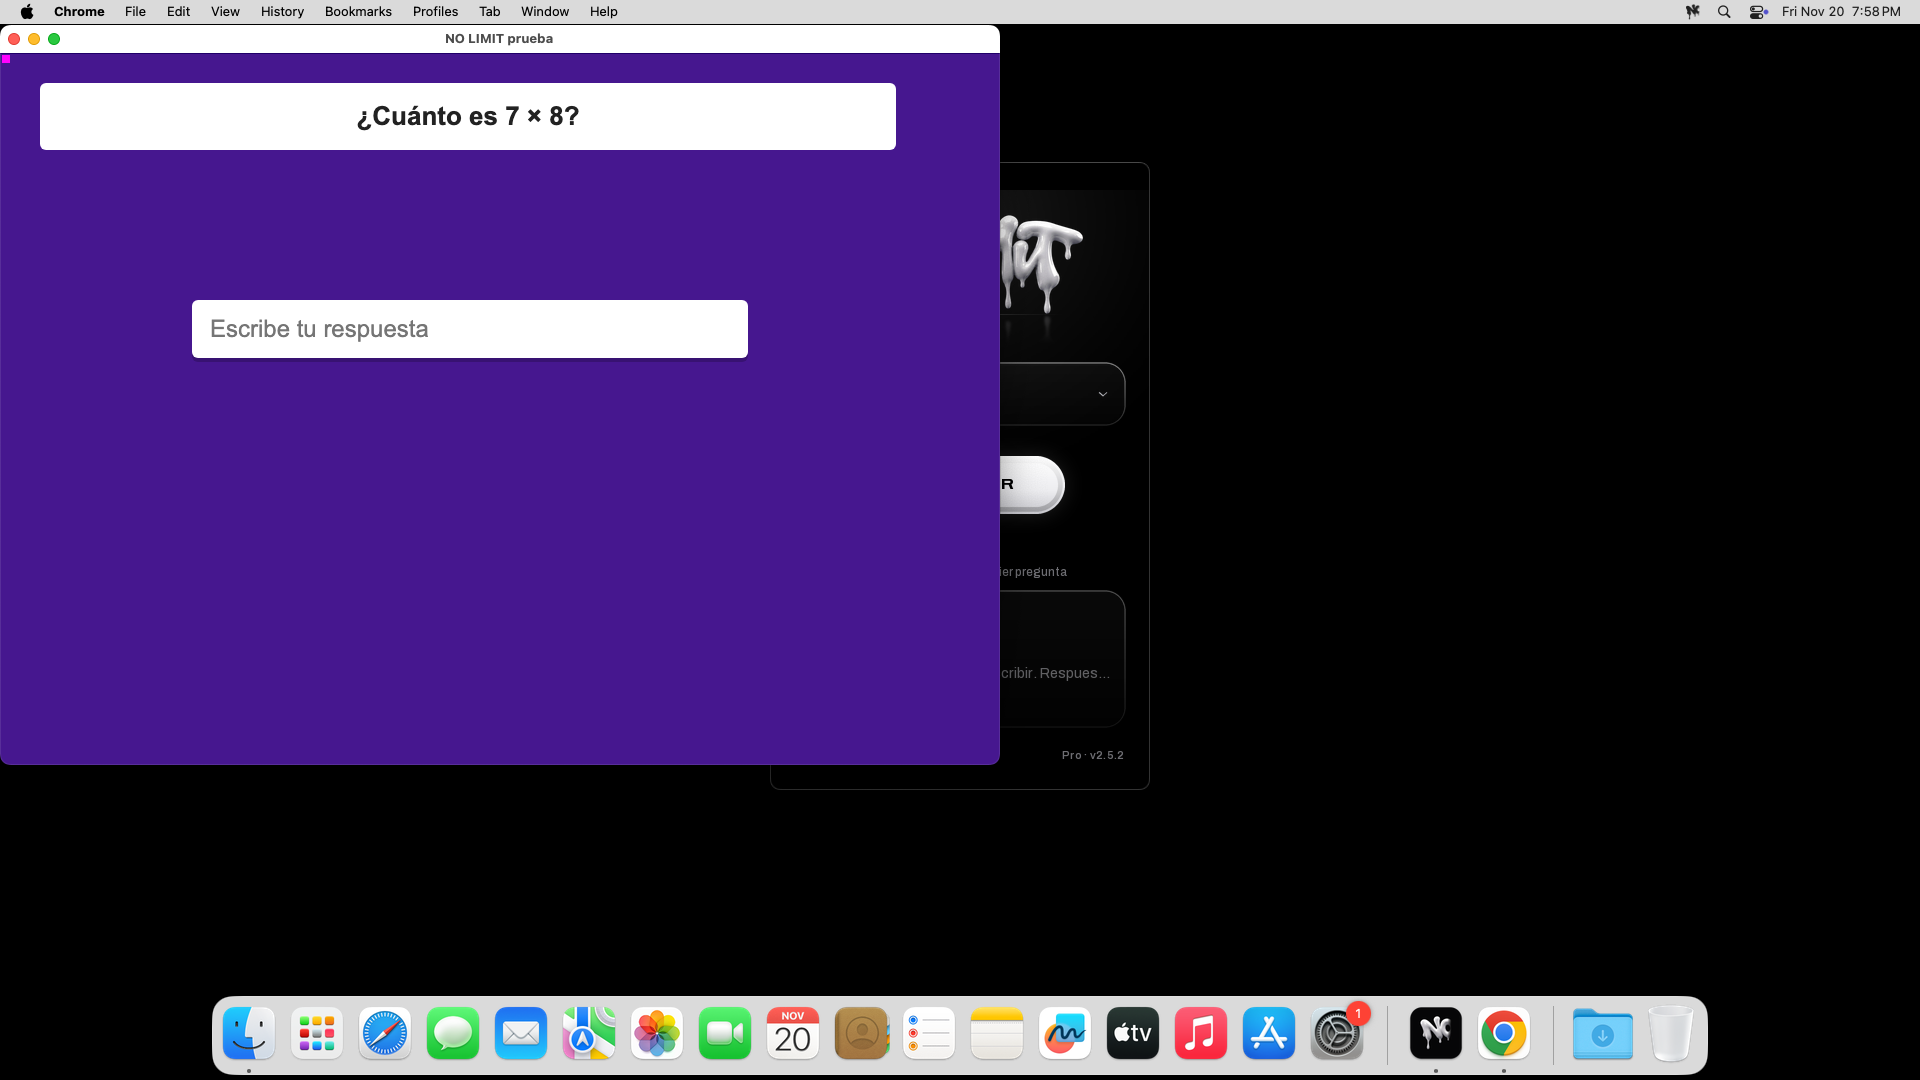 Chrome File Edit View History Bookmarks Profiles Tab Window Help Fri Nov 20 7:58 PM
NO LIMIT prueba
¿Cuánto es 7 × 8?
Escribe tu respuesta
R
ier pregunta
cribir. Respues...
Pro · v2.5.2
NOV
20
tv
1